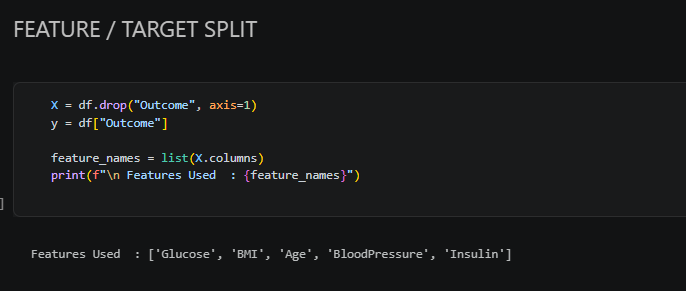 FEATURE / TARGET SPLIT
X = df.drop("Outcome", axis=1)
y = df["Outcome"]
feature_names = list(X.columns)
print(f"\n Features Used  : {feature_names}")
]
Features Used  : ['Glucose', 'BMI', 'Age', 'BloodPressure', 'Insulin']